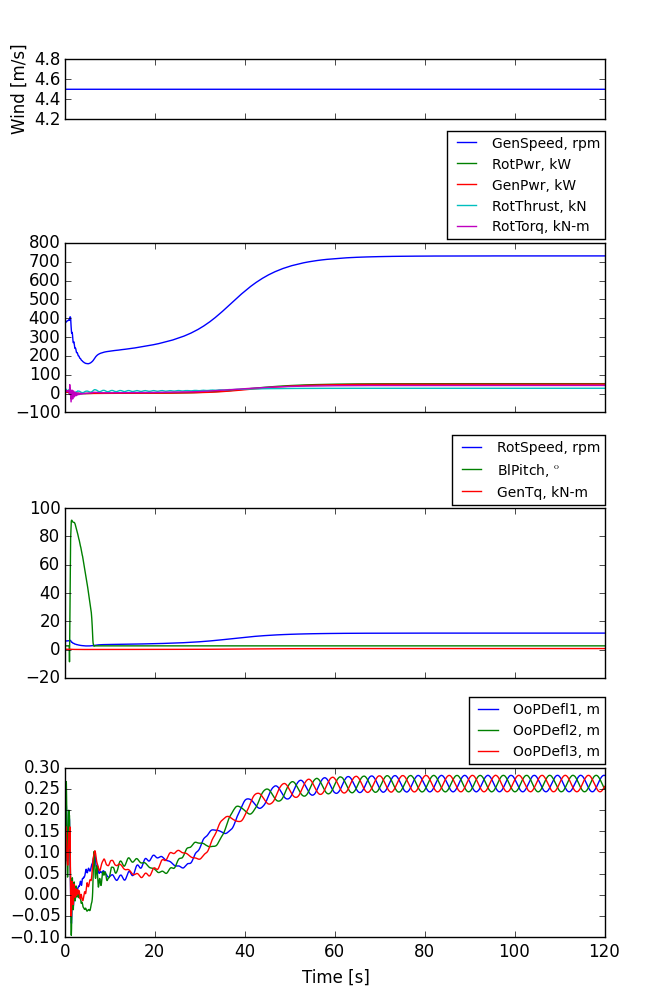 Wind [m/s]
4.8
4.6
4.4
4.2
GenSpeed, rpm
RotPwr, kW
GenPwr, kW
RotThrust, kN
RotTorq, kN-m
800
700
600
500
400
300
200
100
0
−100
RotSpeed, rpm
BlPitch, °
GenTq, kN-m
100
80
60
40
20
0
−20
OoPDefl1, m
OoPDefl2, m
OoPDefl3, m
0.30
0.25
0.20
0.15
0.10
0.05
0.00
−0.05
−0.10
0 20 40 60 80 100 120
Time [s]